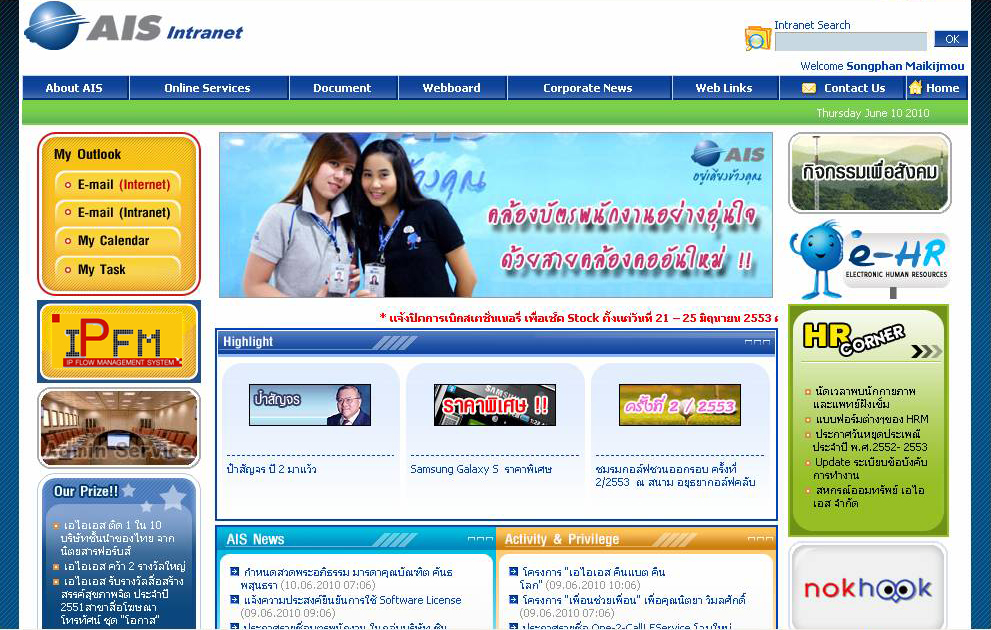 AIS Intranet
Intranet Search
OK
Welcome Songphan Maikijmou
About AIS
Online Services
Document
Webboard
Corporate News
Web Links
Contact Us
Home
Thursday June 10 2010
My Outlook
E-mail (Internet)
E-mail (Intranet)
My Calendar
My Task
IPFM
IP FLOW MANAGEMENT SYSTEM
Admin Service
Our Prize!!
เอไอเอส ติด 1 ใน 10
บริษัทชั้นนำของไทย จาก
นิตยสารฟอร์บส์
เอไอเอส คว้า 2 รางวัลใหญ่
เอไอเอส รับรางวัลสื่อสร้าง
สรรค์สุขภาพจิต ประจำปี
2551สาขาสื่อโฆษณา
โทรทัศน์ ชุด "โอกาส"
AIS
อยู่เคียงข้างคุณ
คล้องบัตรพนักงานอย่างอุ่นใจ
ด้วยสายคล้องคออันใหม่ !!
* แจ้งปิดการเบิกสเตชั่นเนอรี่ เพื่อเช็ค Stock ตั้งแต่วันที่ 21 – 25 มิถุนายน 2553
Highlight
ป๋าสัญจร
ราคาพิเศษ !!
ครั้งที่ 2 / 2553
ป๋าสัญจร ปี 2 มาแล้ว
Samsung Galaxy S ราคาพิเศษ
ชมรมกอล์ฟชวนออกรอบ ครั้งที่
2/2553 ณ สนาม อยุธยากอล์ฟคลับ
AIS News
กำหนดสวดพระอภิธรรม มารดาคุณบัณฑิต คันธ
พสุนธรา (10.06.2010 07:06)
แจ้งความประสงค์ยืนยันการใช้ Software License
(09.06.2010 09:06)
Activity & Privilege
โครงการ "เอไอเอส คืนแบต คืน
โลก" (09.06.2010 10:06)
โครงการ "เพื่อนช่วยเพื่อน" เพื่อคุณนิตยา วิมลศักดิ์
(09.06.2010 07:06)
กิจกรรมเพื่อสังคม
e-HR
ELECTRONIC HUMAN RESOURCES
HR CORNER
นัดเวลาพบนักกายภาพ
และแพทย์ฝังเข็ม
แบบฟอร์มต่างๆของ HRM
ประกาศวันหยุดประเพณี
ประจำปี พ.ศ.2552- 2553
Update ระเบียบข้อบังคับ
การทำงาน
สหกรณ์ออมทรัพย์ เอไอ
เอส จำกัด
nokhook